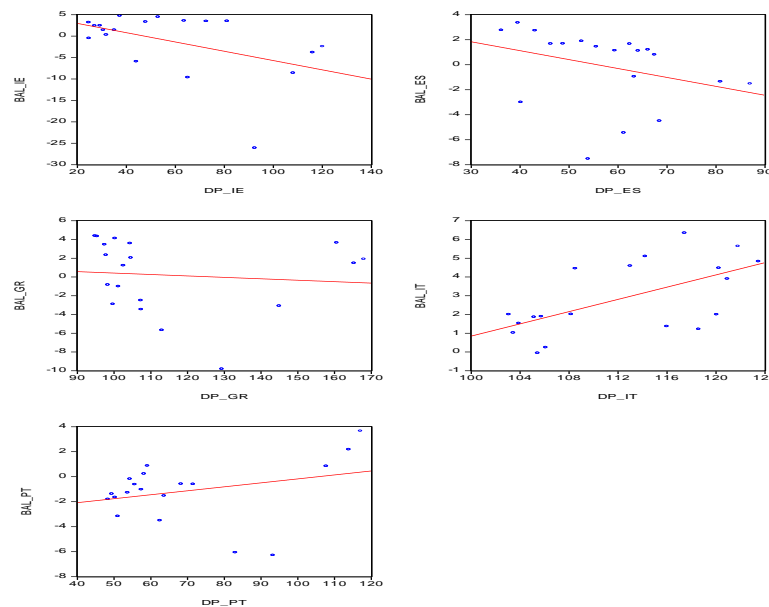 BAL_IE
5
0
-5
-10
-15
-20
-25
-30
20 40 60 80 100 120 140
DP_IE
BAL_ES
4
2
0
-2
-4
-6
-8
30 40 50 60 70 80 90
DP_ES
BAL_GR
6
4
2
0
-2
-4
-6
-8
-10
90 100 110 120 130 140 150 160 170
DP_GR
BAL_IT
7
6
5
4
3
2
1
0
-1
100 104 108 112 116 120 124
DP_IT
BAL_PT
4
2
0
-2
-4
-6
-8
40 50 60 70 80 90 100 110 120
DP_PT